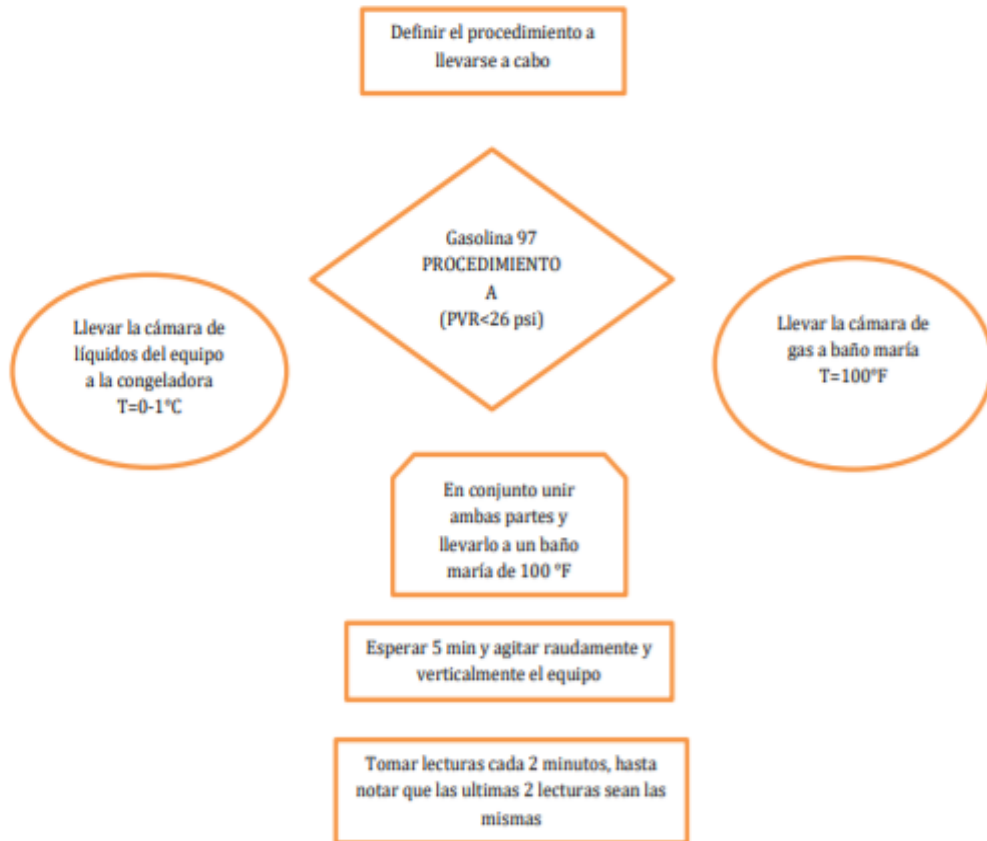 Definir el procedimiento a
llevarse a cabo
Gasolina 97
PROCEDIMIENTO
A
(PVR<26 psi)
Llevar la cámara de
líquidos del equipo
a la congeladora
T=0-1°C
Llevar la cámara de
gas a baño maría
T=100°F
En conjunto unir
ambas partes y
llevarlo a un baño
maría de 100 °F
Esperar 5 min y agitar raudamente y
verticalmente el equipo
Tomar lecturas cada 2 minutos, hasta
notar que las ultimas 2 lecturas sean las
mismas